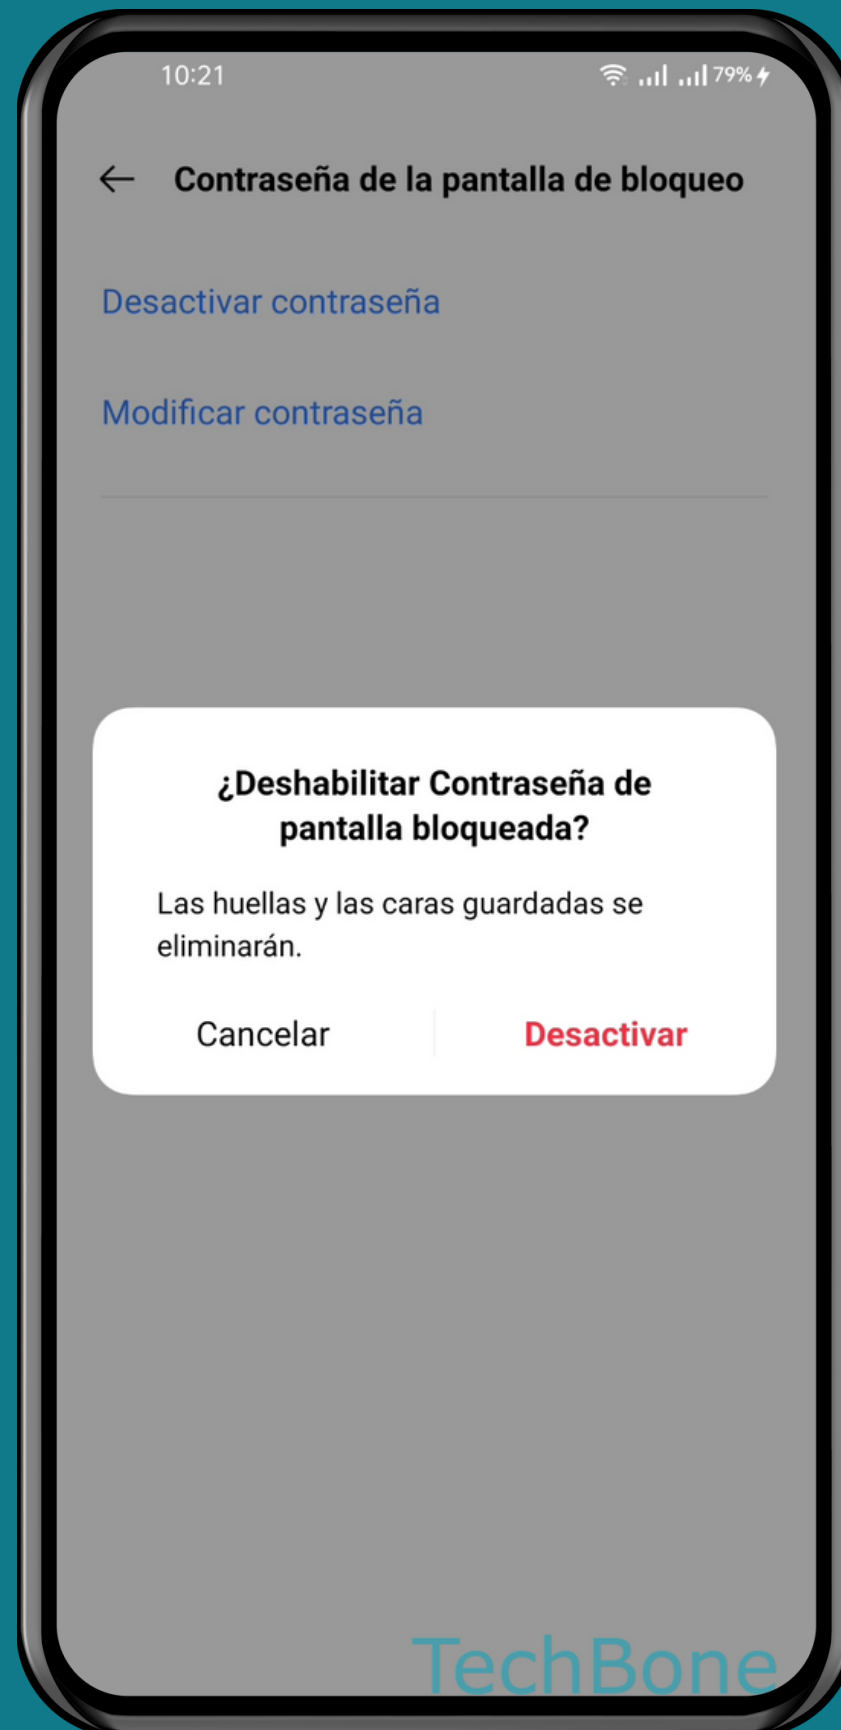 10:21
79%
Contraseña de la pantalla de bloqueo
Desactivar contraseña
Modificar contraseña
¿Deshabilitar Contraseña de
pantalla bloqueada?
Las huellas y las caras guardadas se
eliminarán.
Cancelar
Desactivar
TechBone